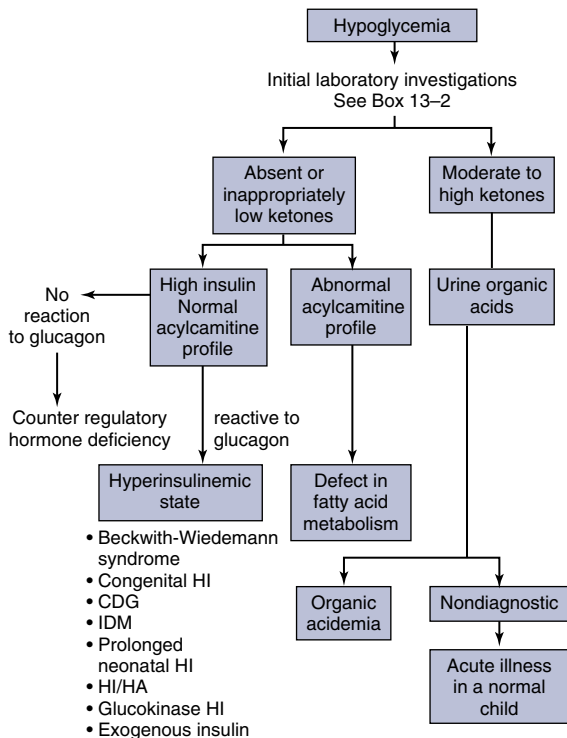 Hypoglycemia
Initial laboratory investigations
See Box 13–2
Absent or
inappropriately
low ketones
Moderate to
high ketones
No
reaction
to glucagon
High insulin
Normal
acylcamitine
profile
Abnormal
acylcamitine
profile
Urine organic
acids
Counter regulatory
hormone deficiency
reactive to
glucagon
Hyperinsulinemic
state
Defect in
fatty acid
metabolism
• Beckwith-Wiedemann
syndrome
• Congenital HI
• CDG
• IDM
• Prolonged
neonatal HI
• HI/HA
• Glucokinase HI
• Exogenous insulin
Organic
acidemia
Nondiagnostic
Acute illness
in a normal
child